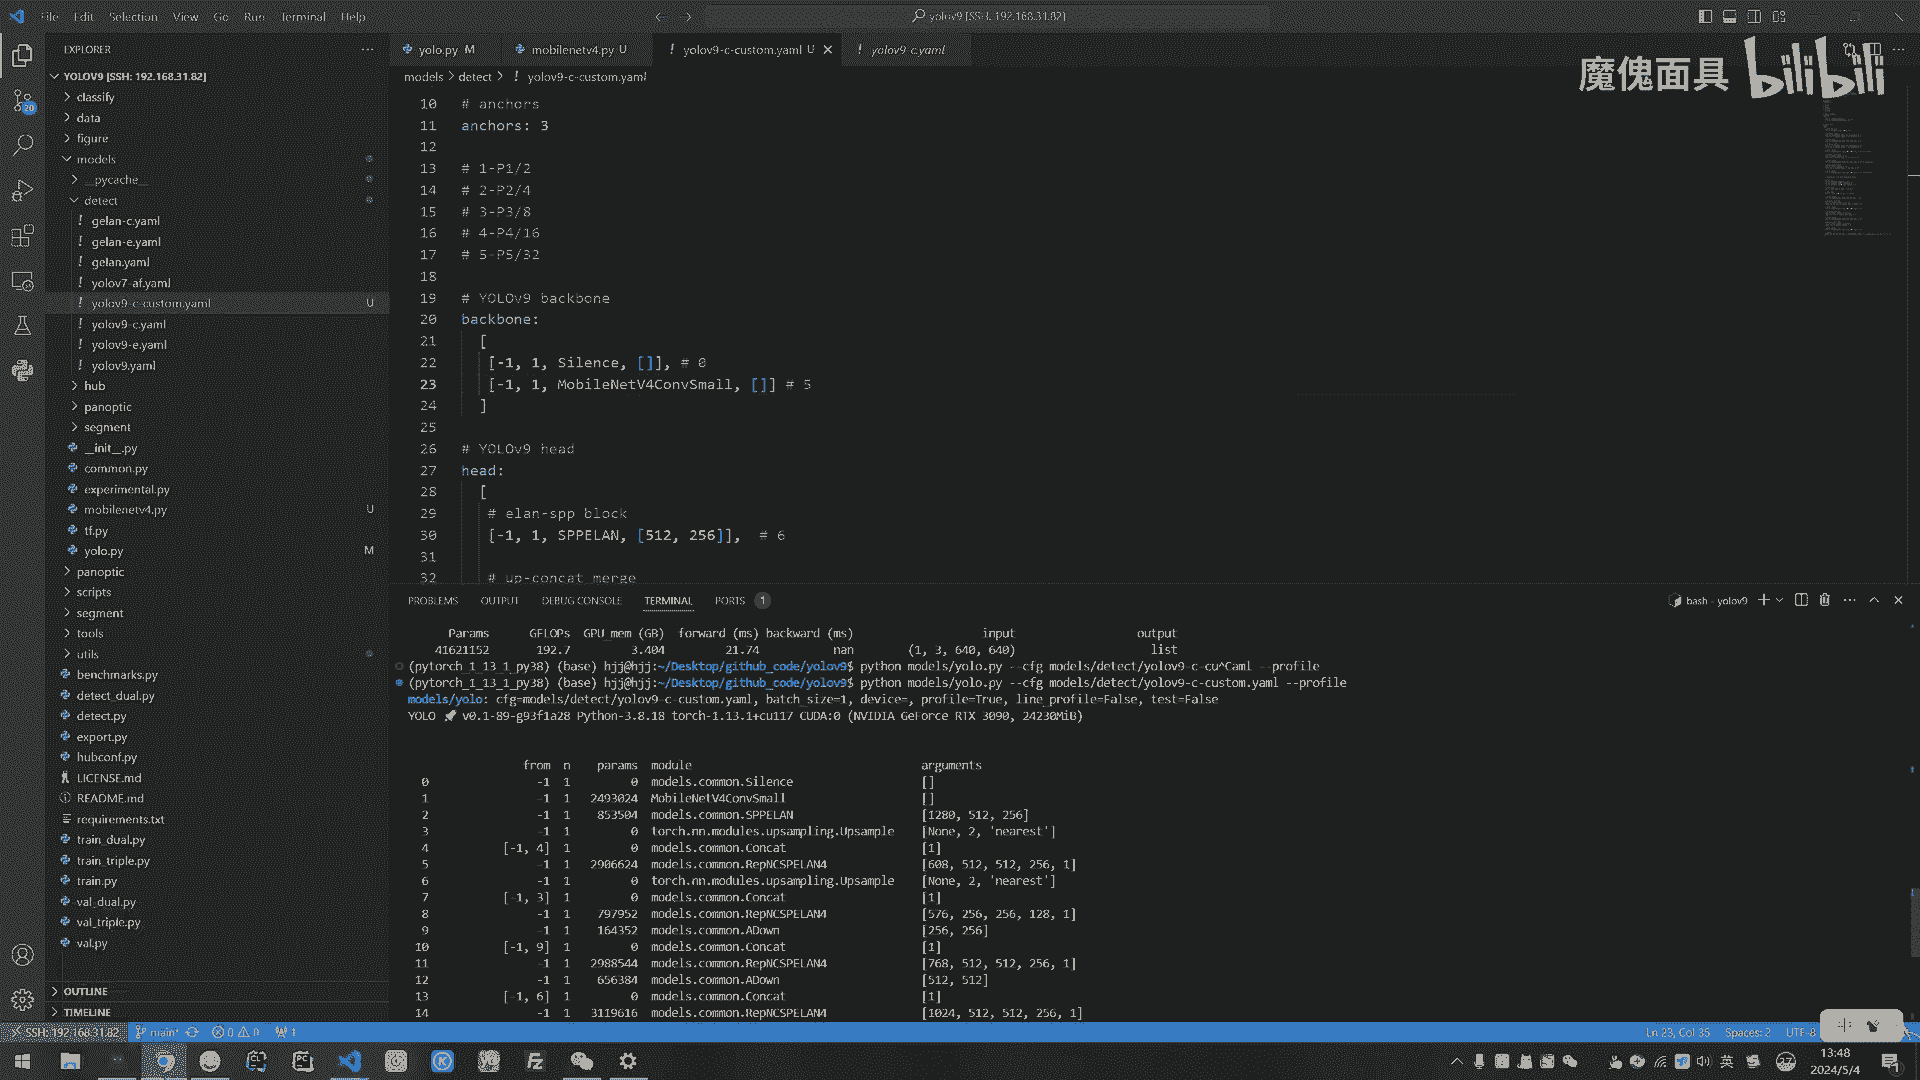 File Edit Selection View Go Run Terminal Help
yolov9 [SSH: 192.168.31.82]
EXPLORER
YOLOV9 [SSH: 192.168.31.82]
classify
data
figure
models
__pycache__
detect
gelan-c.yaml
gelan-e.yaml
gelan.yaml
yolov7-af.yaml
yolov9-c-custom.yaml U
yolov9-c.yaml
yolov9-e.yaml
yolov9.yaml
hub
panoptic
segment
__init__.py
common.py
experimental.py
mobilenetv4.py U
tf.py
yolo.py M
panoptic
scripts
segment
tools
utils
benchmarks.py
detect_dual.py
detect.py
export.py
hubconf.py
LICENSE.md
README.md
requirements.txt
train_dual.py
train_triple.py
train.py
val_dual.py
val_triple.py
val.py
OUTLINE
TIMELINE
yolo.py M mobilenetv4.py U yolov9-c-custom.yaml U yolov9-c.yaml
models > detect > ! yolov9-c-custom.yaml
魔傀面具 bilibili
10 # anchors
11 anchors: 3
12
13 # 1-P1/2
14 # 2-P2/4
15 # 3-P3/8
16 # 4-P4/16
17 # 5-P5/32
18
19 # YOLOv9 backbone
20 backbone:
21 [
22 [-1, 1, Silence, []], # 0
23 [-1, 1, MobileNetV4ConvSmall, []] # 5
24 ]
25
26 # YOLOv9 head
27 head:
28 [
29 # elan-spp block
30 [-1, 1, SPPELAN, [512, 256]], # 6
31
32 # up-concat merge
PROBLEMS OUTPUT DEBUG CONSOLE TERMINAL PORTS 1
bash - yolov9
Params GFLOPs GPU_mem (GB) forward (ms) backward (ms) input output
41621152 192.7 3.404 21.74 nan (1, 3, 640, 640) list
(pytorch_1_13_1_py38) (base) hjj@hjj:~/Desktop/github_code/yolov9$ python models/yolo.py --cfg models/detect/yolov9-c-cu^Caml --profile
(pytorch_1_13_1_py38) (base) hjj@hjj:~/Desktop/github_code/yolov9$ python models/yolo.py --cfg models/detect/yolov9-c-custom.yaml --profile
models/yolo: cfg=models/detect/yolov9-c-custom.yaml, batch_size=1, device=, profile=True, line_profile=False, test=False
YOLO 🚀 v0.1-89-g93f1a28 Python-3.8.18 torch-1.13.1+cu117 CUDA:0 (NVIDIA GeForce RTX 3090, 24230MiB)
from n params module arguments
0 -1 1 0 models.common.Silence []
1 -1 1 2493024 MobileNetV4ConvSmall []
2 -1 1 853504 models.common.SPPELAN [1280, 512, 256]
3 -1 1 0 torch.nn.modules.upsampling.Upsample [None, 2, 'nearest']
4 [-1, 4] 1 0 models.common.Concat [1]
5 -1 1 2906624 models.common.RepNCSPELAN4 [608, 512, 512, 256, 1]
6 -1 1 0 torch.nn.modules.upsampling.Upsample [None, 2, 'nearest']
7 [-1, 3] 1 0 models.common.Concat [1]
8 -1 1 797952 models.common.RepNCSPELAN4 [576, 256, 256, 128, 1]
9 -1 1 164352 models.common.ADown [256, 256]
10 [-1, 9] 1 0 models.common.Concat [1]
11 -1 1 2988544 models.common.RepNCSPELAN4 [768, 512, 512, 256, 1]
12 -1 1 656384 models.common.ADown [512, 512]
13 [-1, 6] 1 0 models.common.Concat [1]
14 -1 1 3119616 models.common.RepNCSPELAN4 [1024, 512, 512, 256, 1]
SSH: 192.168.31.82 main* 0 0 1 Ln 23, Col 35 Spaces: 2 UTF-8
英 13:48
2024/5/4